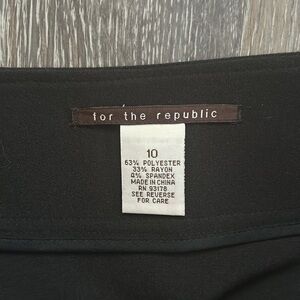 for the republic
10
63% POLYESTER
33% RAYON
4% SPANDEX
MADE IN CHINA
RN 93178
SEE REVERSE
FOR CARE